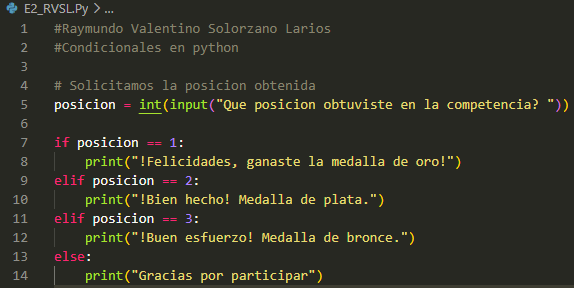 E2_RVSL.Py > ...
1 #Raymundo Valentino Solorzano Larios
2 #Condicionales en python
3
4 # Solicitamos la posicion obtenida
5 posicion = int(input("Que posicion obtuviste en la competencia? "))
6
7 if posicion == 1:
8     print("!Felicidades, ganaste la medalla de oro!")
9 elif posicion == 2:
10     print("!Bien hecho! Medalla de plata.")
11 elif posicion == 3:
12     print("!Buen esfuerzo! Medalla de bronce.")
13 else:
14     print("Gracias por participar")